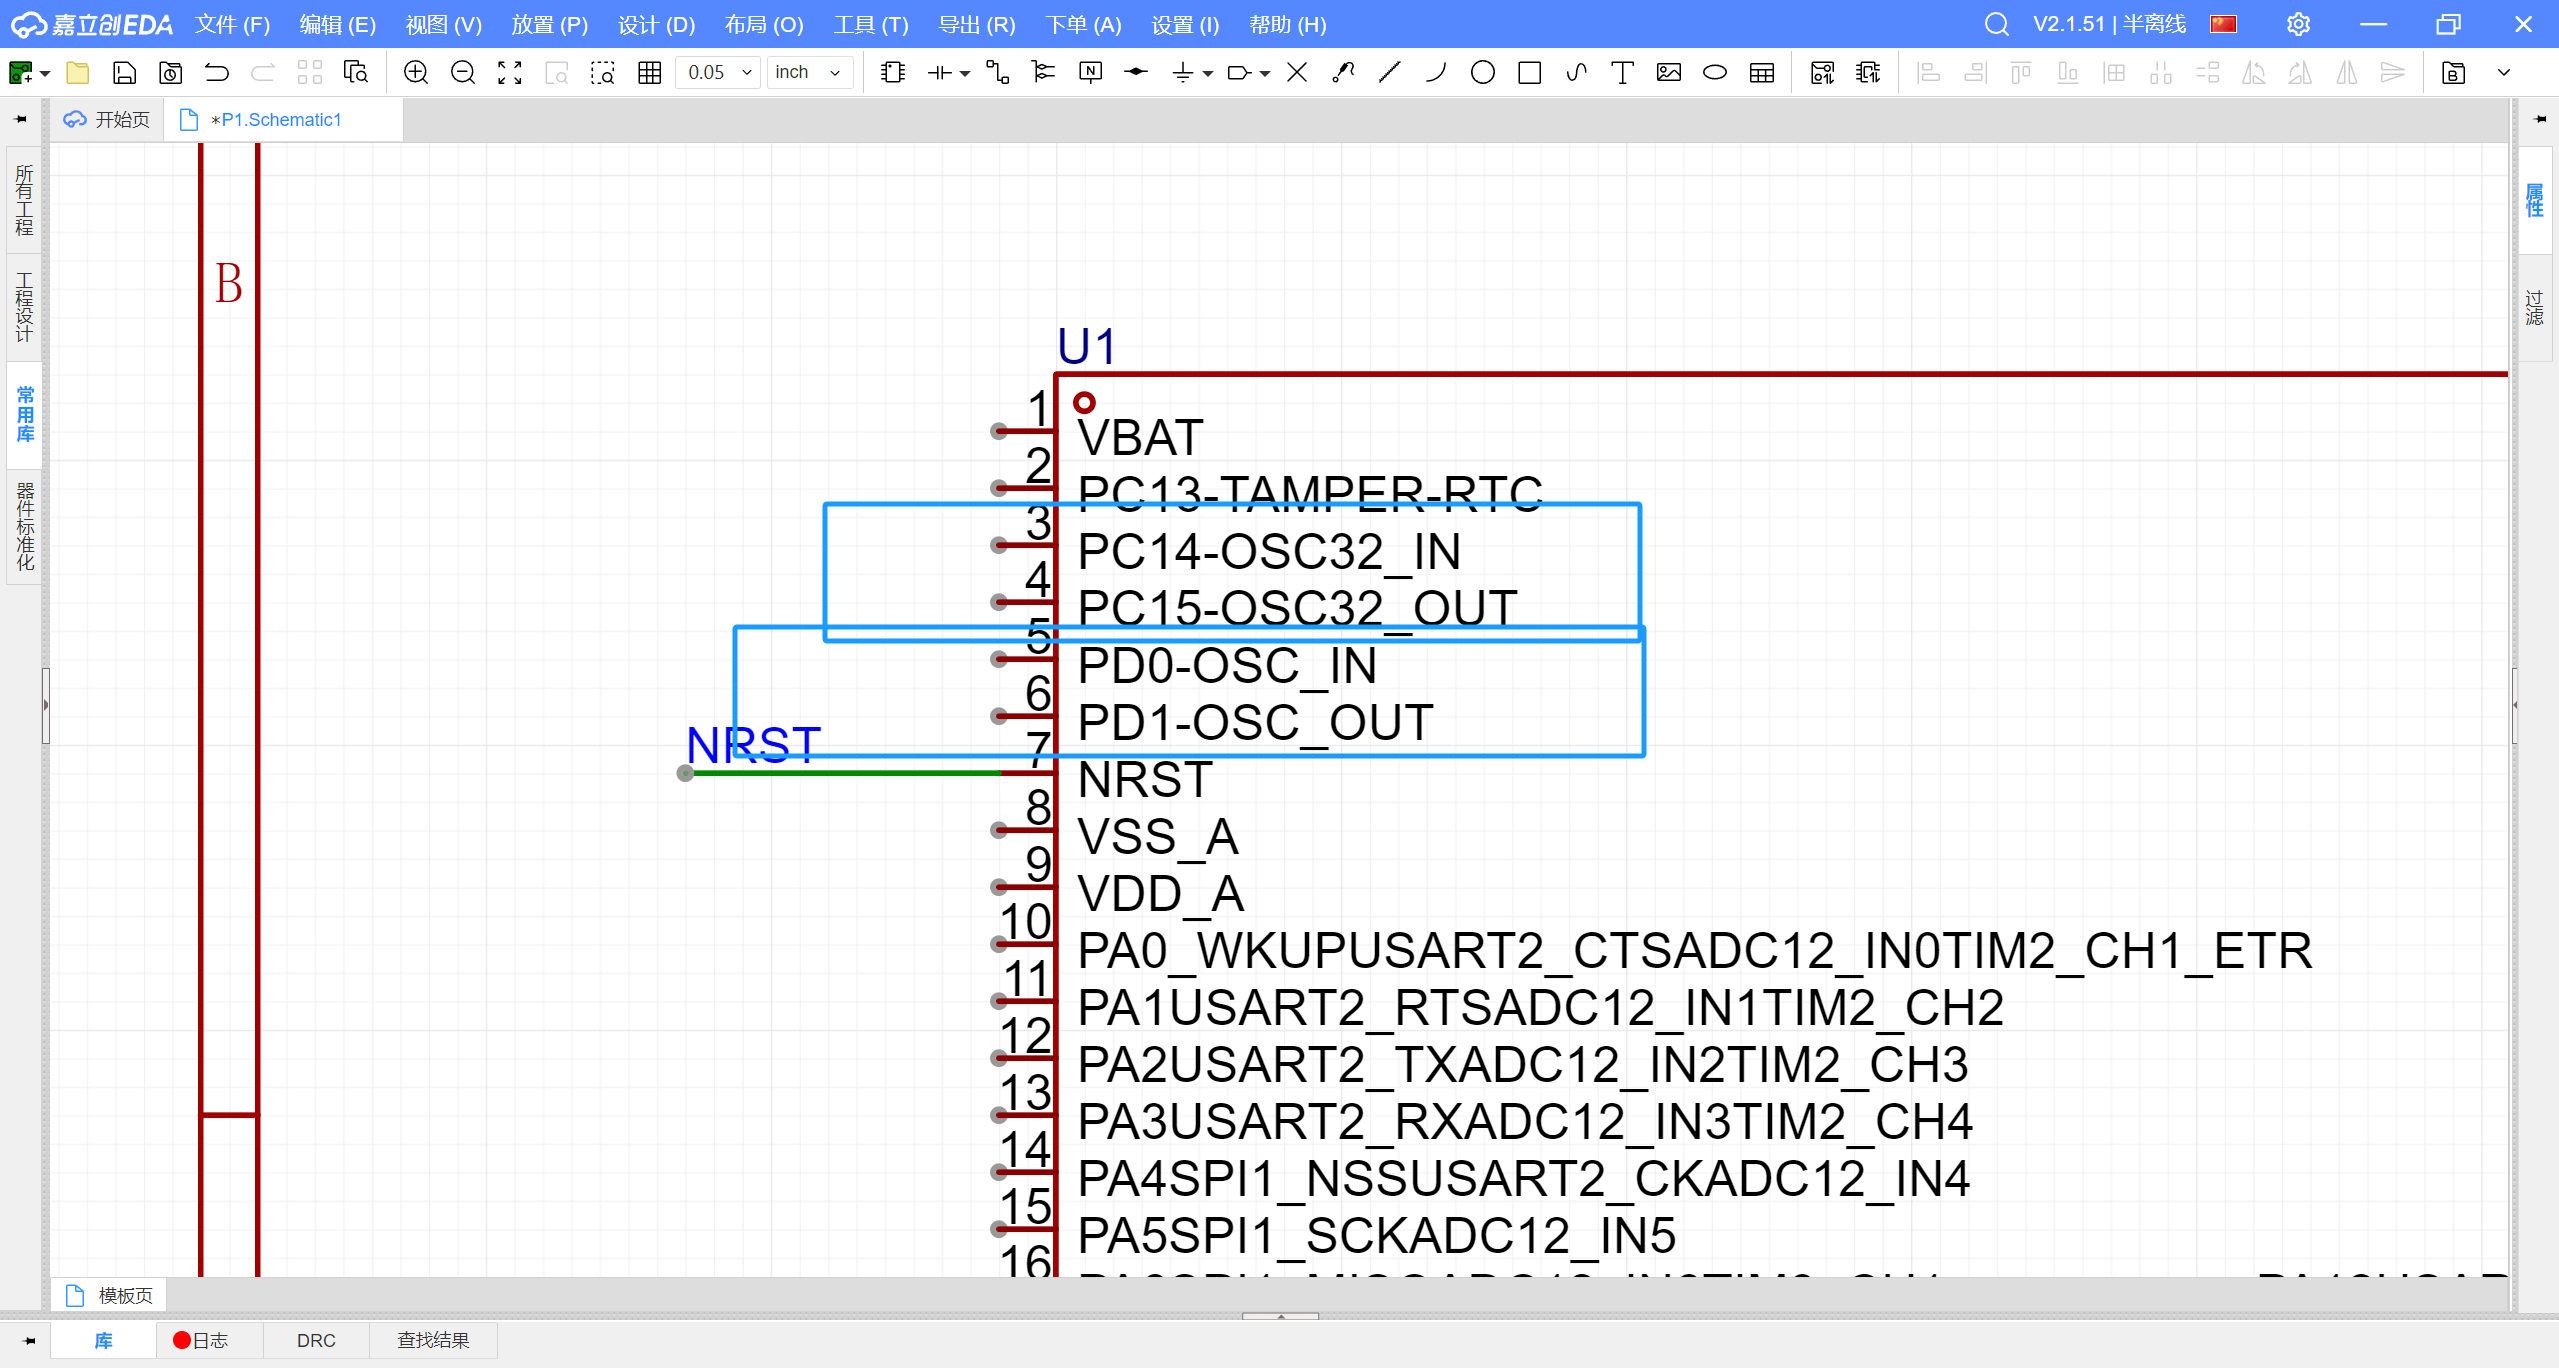 嘉立创EDA 文件 (F) 编辑 (E) 视图 (V) 放置 (P) 设计 (D) 布局 (O) 工具 (T) 导出 (R) 下单 (A) 设置 (I) 帮助 (H) V2.1.51 | 半离线
0.05 inch
开始页 *P1.Schematic1
所有工程
工程设计
常用库
器件标准化
属性
过滤
B
U1
1 VBAT
2 PC13-TAMPER-RTC
3 PC14-OSC32_IN
4 PC15-OSC32_OUT
5 PD0-OSC_IN
6 PD1-OSC_OUT
NRST 7 NRST
8 VSS_A
9 VDD_A
10 PA0_WKUPUSART2_CTSADC12_IN0TIM2_CH1_ETR
11 PA1USART2_RTSADC12_IN1TIM2_CH2
12 PA2USART2_TXADC12_IN2TIM2_CH3
13 PA3USART2_RXADC12_IN3TIM2_CH4
14 PA4SPI1_NSSUSART2_CKADC12_IN4
15 PA5SPI1_SCKADC12_IN5
16
模板页
库 日志 DRC 查找结果